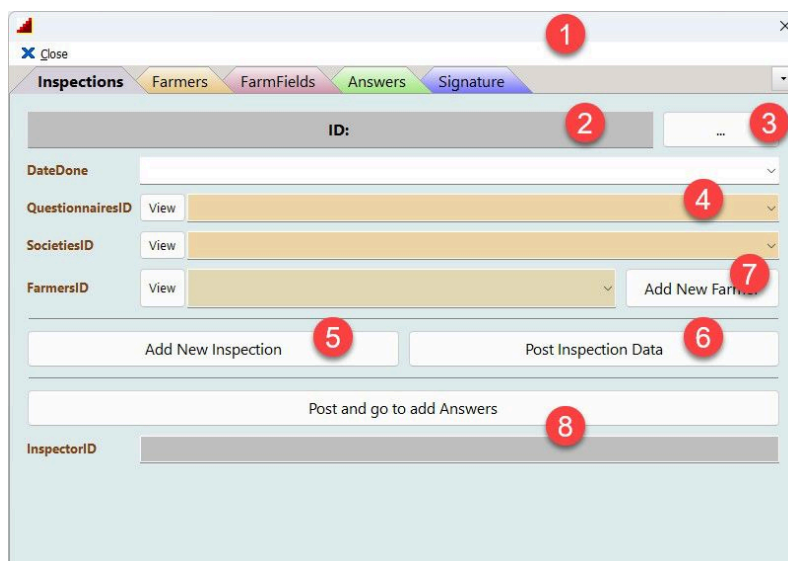 1
Close
Inspections Farmers FarmFields Answers Signature
ID: 2 ... 3
DateDone
QuestionnairesID View 4
SocietiesID View
FarmersID View Add New Farmer 7
Add New Inspection 5 Post Inspection Data 6
Post and go to add Answers
8
InspectorID